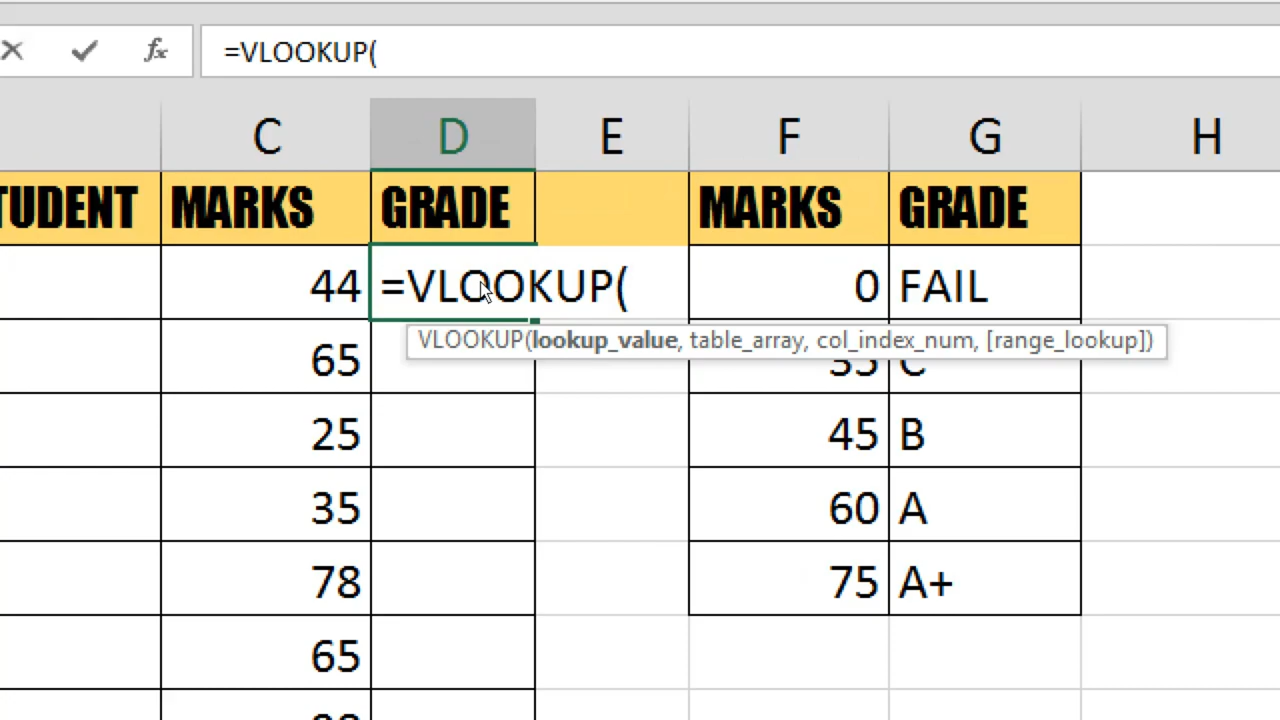 =VLOOKUP(
C D E F G H
TUDENT MARKS GRADE MARKS GRADE
44 =VLOOKUP( 0 FAIL
VLOOKUP(lookup_value, table_array, col_index_num, [range_lookup])
65 35 C
25 45 B
35 60 A
78 75 A+
65